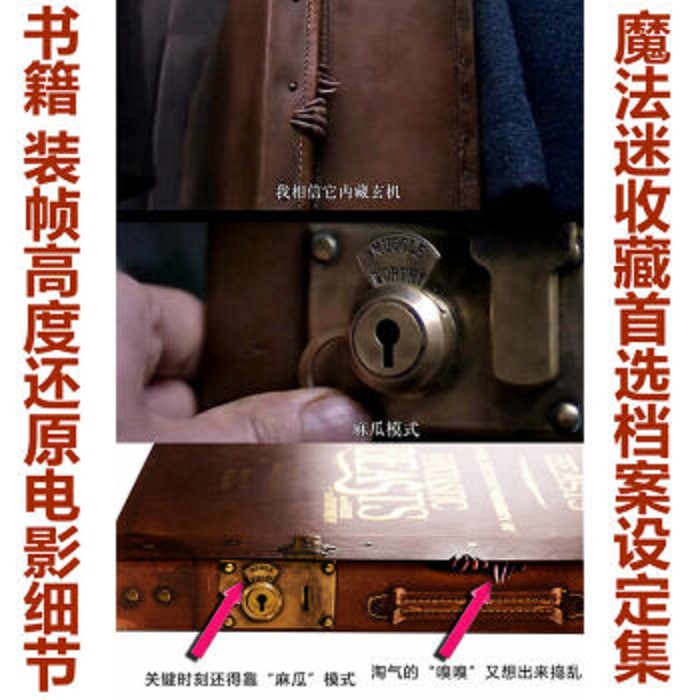 书籍 装帧高度还原电影细节
魔法迷收藏首选档案设定集
我相信它内藏玄机
MUGGLE
WORTHY
麻瓜模式
BEASTS
关键时刻还得靠“麻瓜”模式
淘气的“嗅嗅”又想出来捣乱